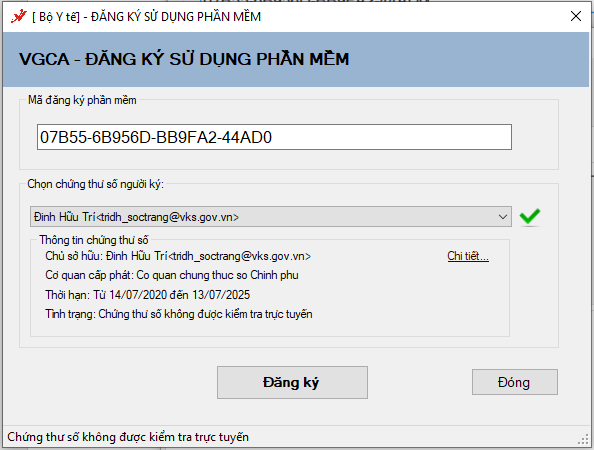 [ Bộ Y tế] - ĐĂNG KÝ SỬ DỤNG PHẦN MỀM
VGCA - ĐĂNG KÝ SỬ DỤNG PHẦN MỀM
Mã đăng ký phần mềm
07B55-6B956D-BB9FA2-44AD0
Chọn chứng thư số người ký:
Đinh Hữu Trí<tridh_soctrang@vks.gov.vn>
Thông tin chứng thư số
Chủ sở hữu: Đinh Hữu Trí<tridh_soctrang@vks.gov.vn>
Chi tiết...
Cơ quan cấp phát: Co quan chung thuc so Chinh phu
Thời hạn: Từ 14/07/2020 đến 13/07/2025
Tình trạng: Chứng thư số không được kiểm tra trực tuyến
Đăng ký
Đóng
Chứng thư số không được kiểm tra trực tuyến